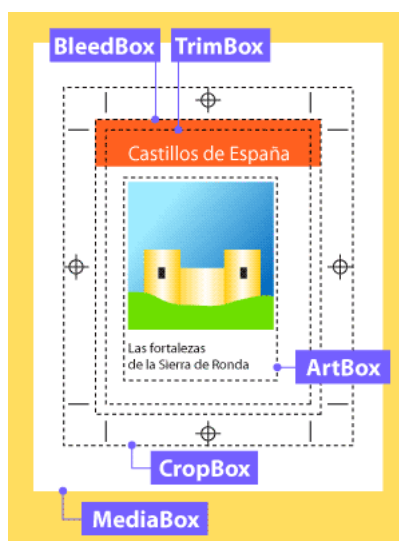 BleedBox TrimBox
Castillos de España
Las fortalezas
de la Sierra de Ronda
ArtBox
CropBox
MediaBox